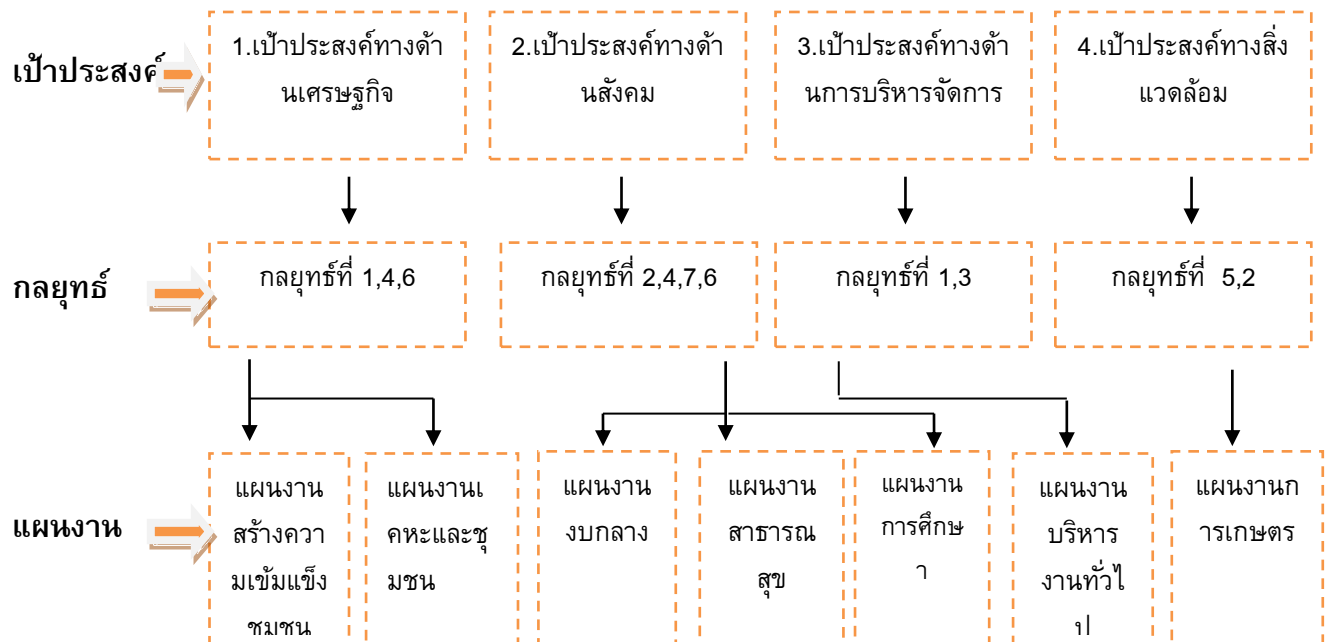 เป้าประสงค์
1.เป้าประสงค์ทางด้า
นเศรษฐกิจ
2.เป้าประสงค์ทางด้า
นสังคม
3.เป้าประสงค์ทางด้า
นการบริหารจัดการ
4.เป้าประสงค์ทางสิ่ง
แวดล้อม
กลยุทธ์
กลยุทธ์ที่ 1,4,6
กลยุทธ์ที่ 2,4,7,6
กลยุทธ์ที่ 1,3
กลยุทธ์ที่ 5,2
แผนงาน
แผนงาน
สร้างควา
มเข้มแข็ง
ชุมชน
แผนงานเ
คหะและชุ
มชน
แผนงาน
งบกลาง
แผนงาน
สาธารณ
สุข
แผนงาน
การศึกษ
า
แผนงาน
บริหาร
งานทั่วไ
ป
แผนงานก
ารเกษตร